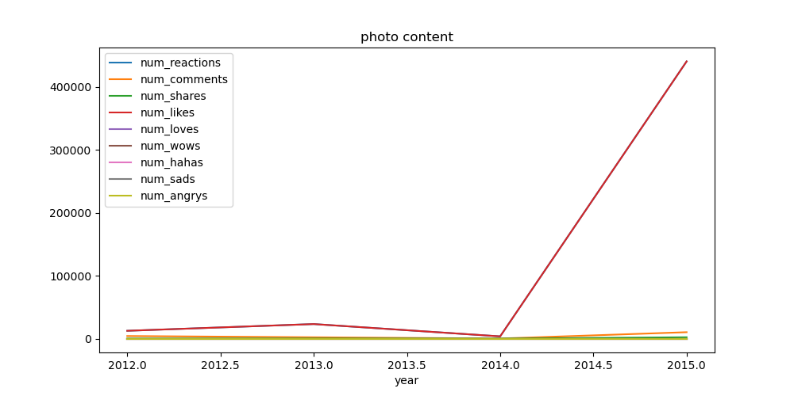 photo content
num_reactions
num_comments
num_shares
num_likes
num_loves
num_wows
num_hahas
num_sads
num_angrys
400000
300000
200000
100000
0
2012.0 2012.5 2013.0 2013.5 2014.0 2014.5 2015.0
year